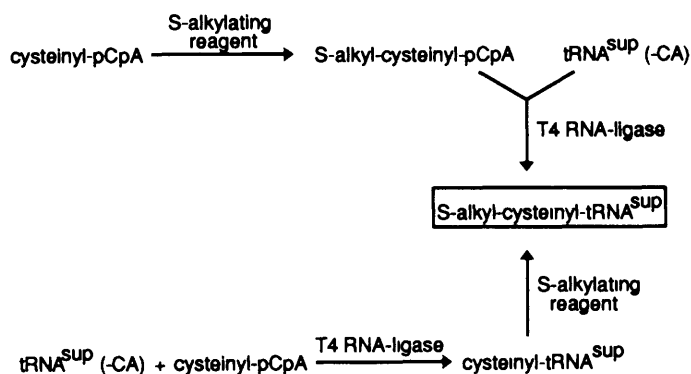 S-alkylating
reagent
cysteinyl-pCpA
S-alkyl-cysteinyl-pCpA
tRNAsup (-CA)
T4 RNA-ligase
S-alkyl-cysteinyl-tRNAsup
S-alkylating
reagent
tRNAsup (-CA) + cysteinyl-pCpA
T4 RNA-ligase
cysteinyl-tRNAsup